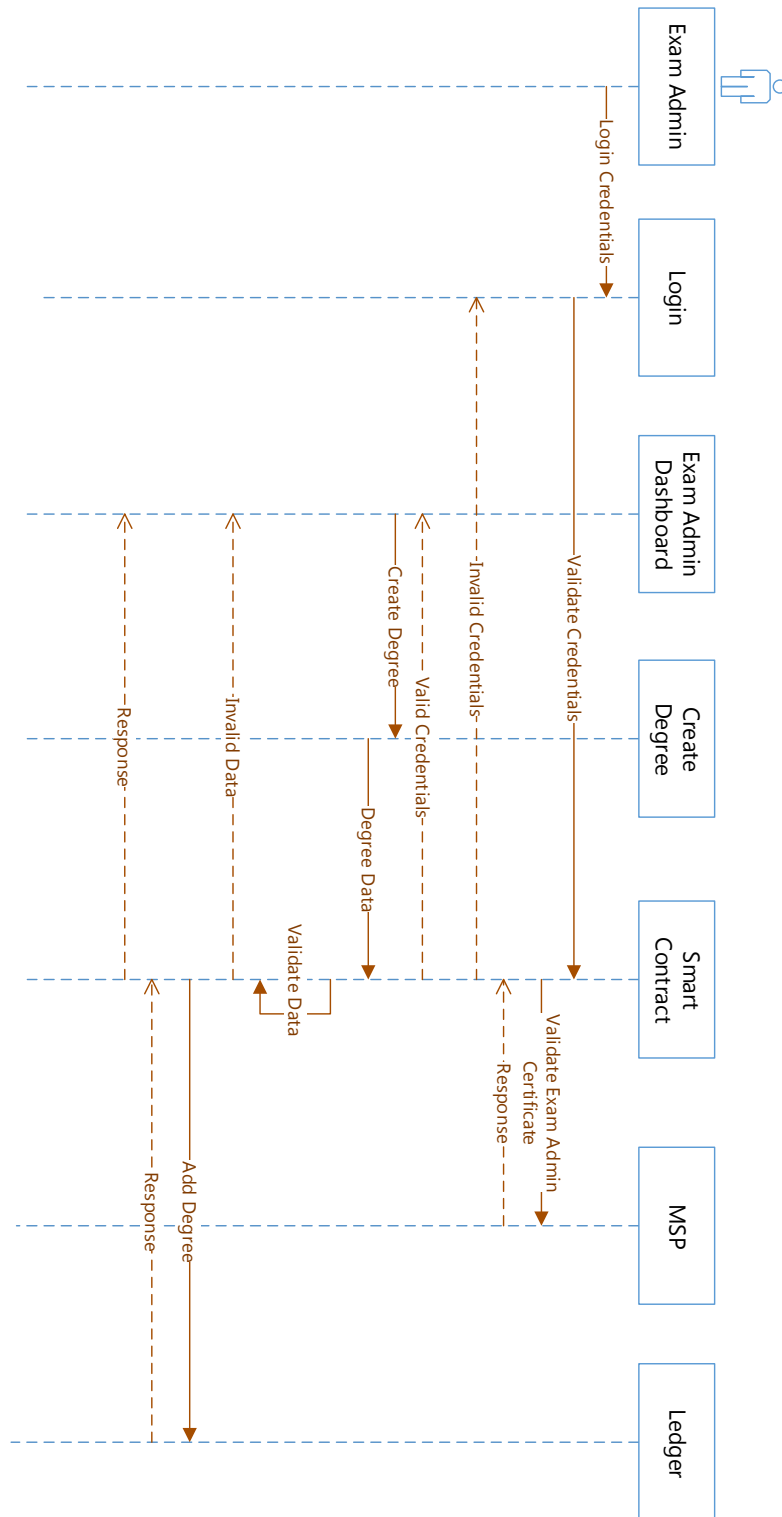 Exam Admin
Login
Exam Admin
Dashboard
Create
Degree
Smart
Contract
MSP
Ledger
Login Credentials
Validate Credentials
Validate Exam Admin
Certificate
Response
Invalid Credentials
Valid Credentials
Create Degree
Degree Data
Validate Data
Invalid Data
Add Degree
Response
Response